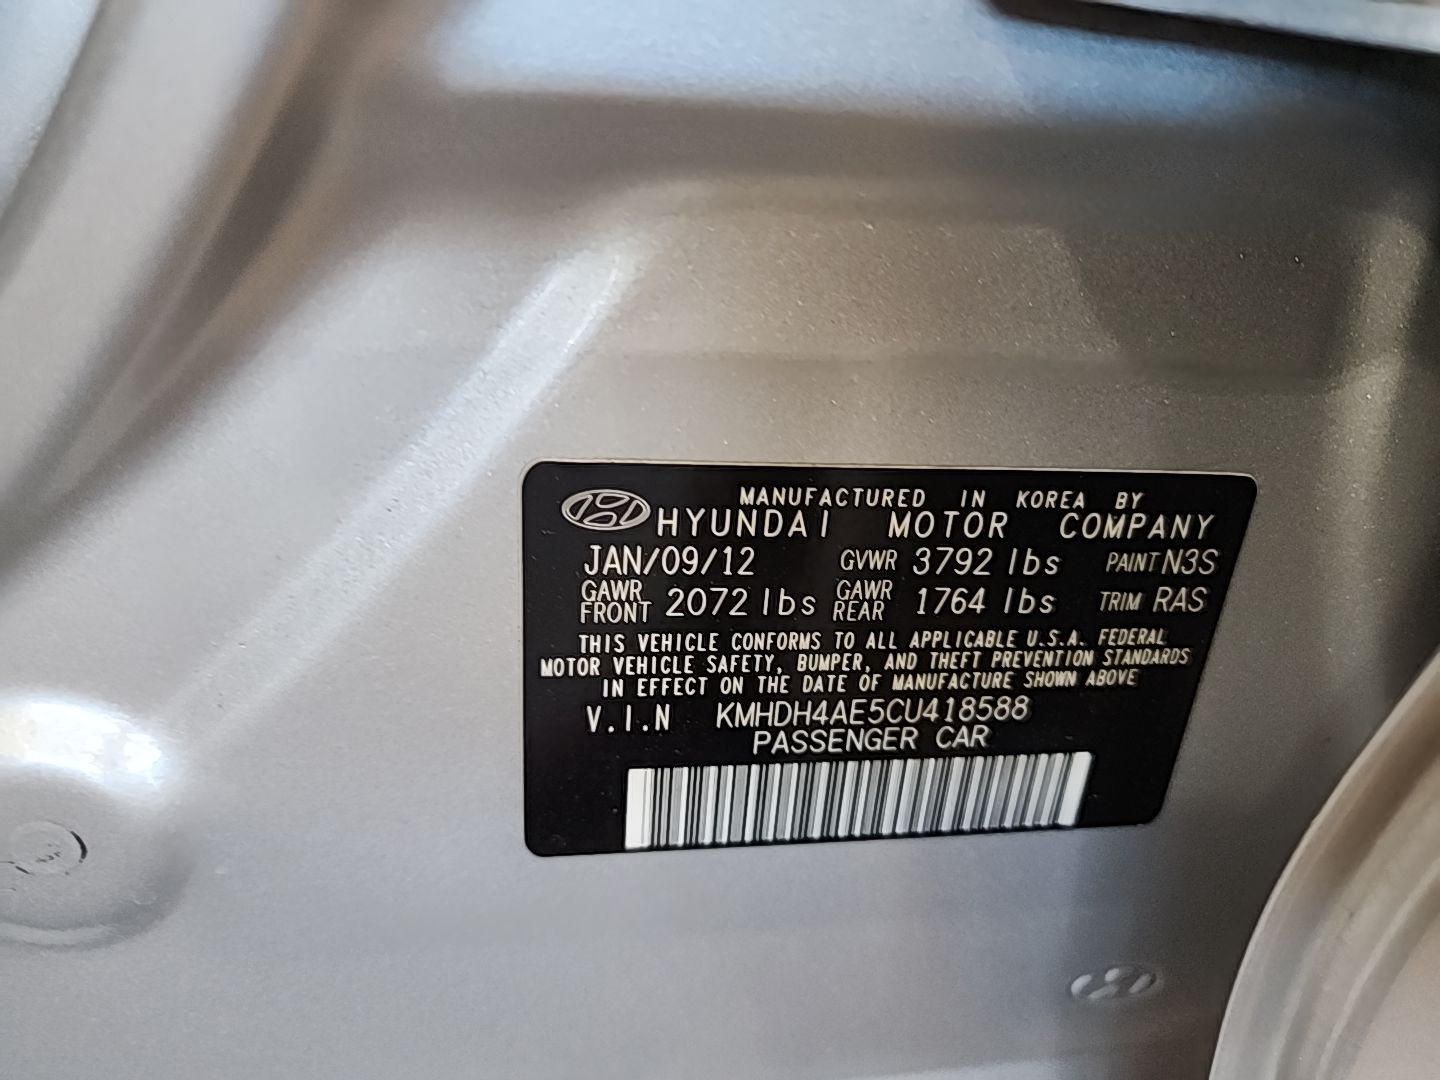 MANUFACTURED IN KOREA BY
HYUNDAI MOTOR COMPANY
JAN/09/12 GVWR 3792 lbs PAINT N3S
GAWR FRONT 2072 lbs GAWR REAR 1764 lbs TRIM RAS
THIS VEHICLE CONFORMS TO ALL APPLICABLE U.S.A. FEDERAL
MOTOR VEHICLE SAFETY, BUMPER, AND THEFT PREVENTION STANDARDS
IN EFFECT ON THE DATE OF MANUFACTURE SHOWN ABOVE
V.I.N KMHDH4AE5CU418588
PASSENGER CAR